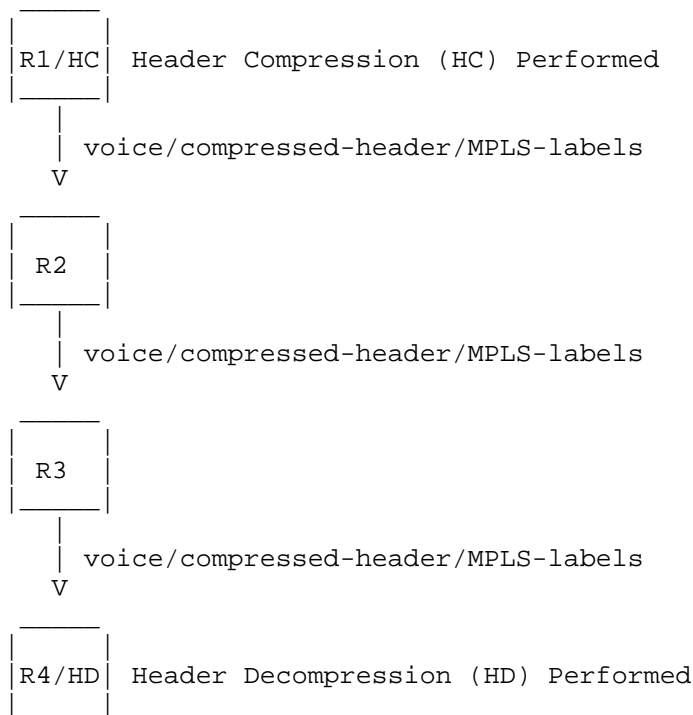 R1/HC Header Compression (HC) Performed
voice/compressed-header/MPLS-labels
V
R2
voice/compressed-header/MPLS-labels
V
R3
voice/compressed-header/MPLS-labels
V
R4/HD Header Decompression (HD) Performed